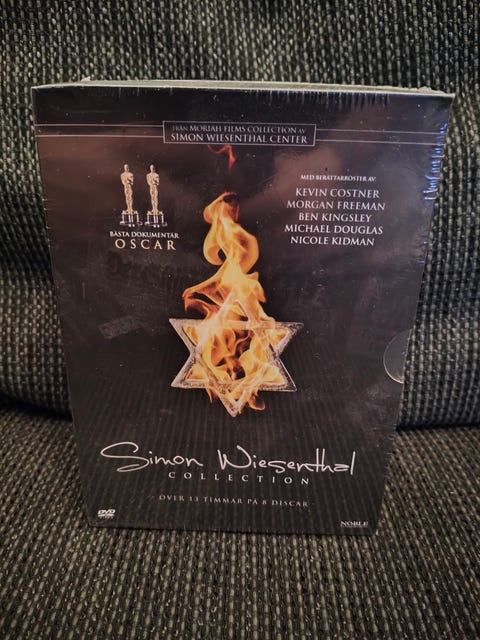 FRÅN MORIAH FILMS COLLECTION AV
SIMON WIESENTHAL CENTER
MED BERÄTTARRÖSTER AV:
KEVIN COSTNER
MORGAN FREEMAN
BEN KINGSLEY
MICHAEL DOUGLAS
NICOLE KIDMAN
BÄSTA DOKUMENTÄR
OSCAR
Simon Wiesenthal
COLLECTION
ÖVER 13 TIMMAR PÅ 8 DISCAR
DVD
NOBLE